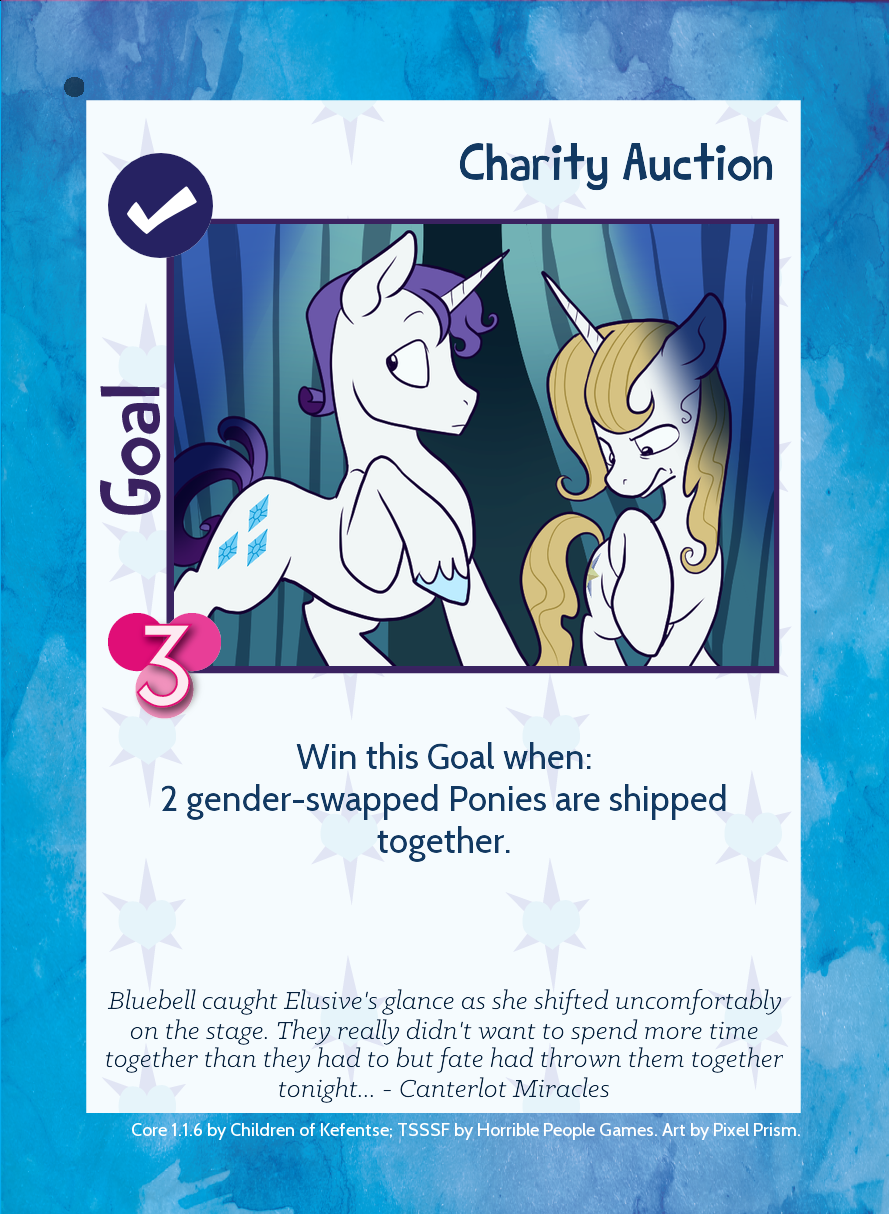 Charity Auction
Goal
3
Win this Goal when:
2 gender-swapped Ponies are shipped
together.
Bluebell caught Elusive's glance as she shifted uncomfortably
on the stage. They really didn't want to spend more time
together than they had to but fate had thrown them together
tonight... - Canterlot Miracles
Core 1.1.6 by Children of Kefentse; TSSSF by Horrible People Games. Art by Pixel Prism.